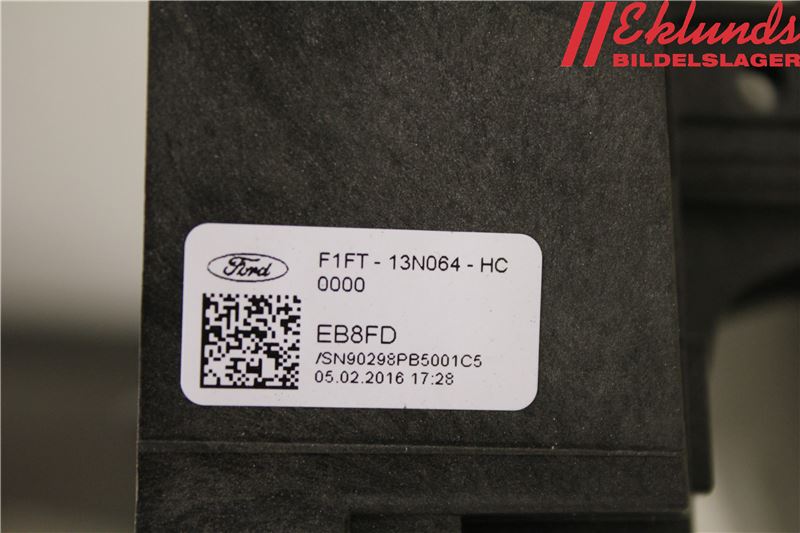 Eklunds
BILDELSLAGER
Ford
F1FT - 13N064 - HC
0000
EB8FD
/SN90298PB5001C5
05.02.2016 17:28